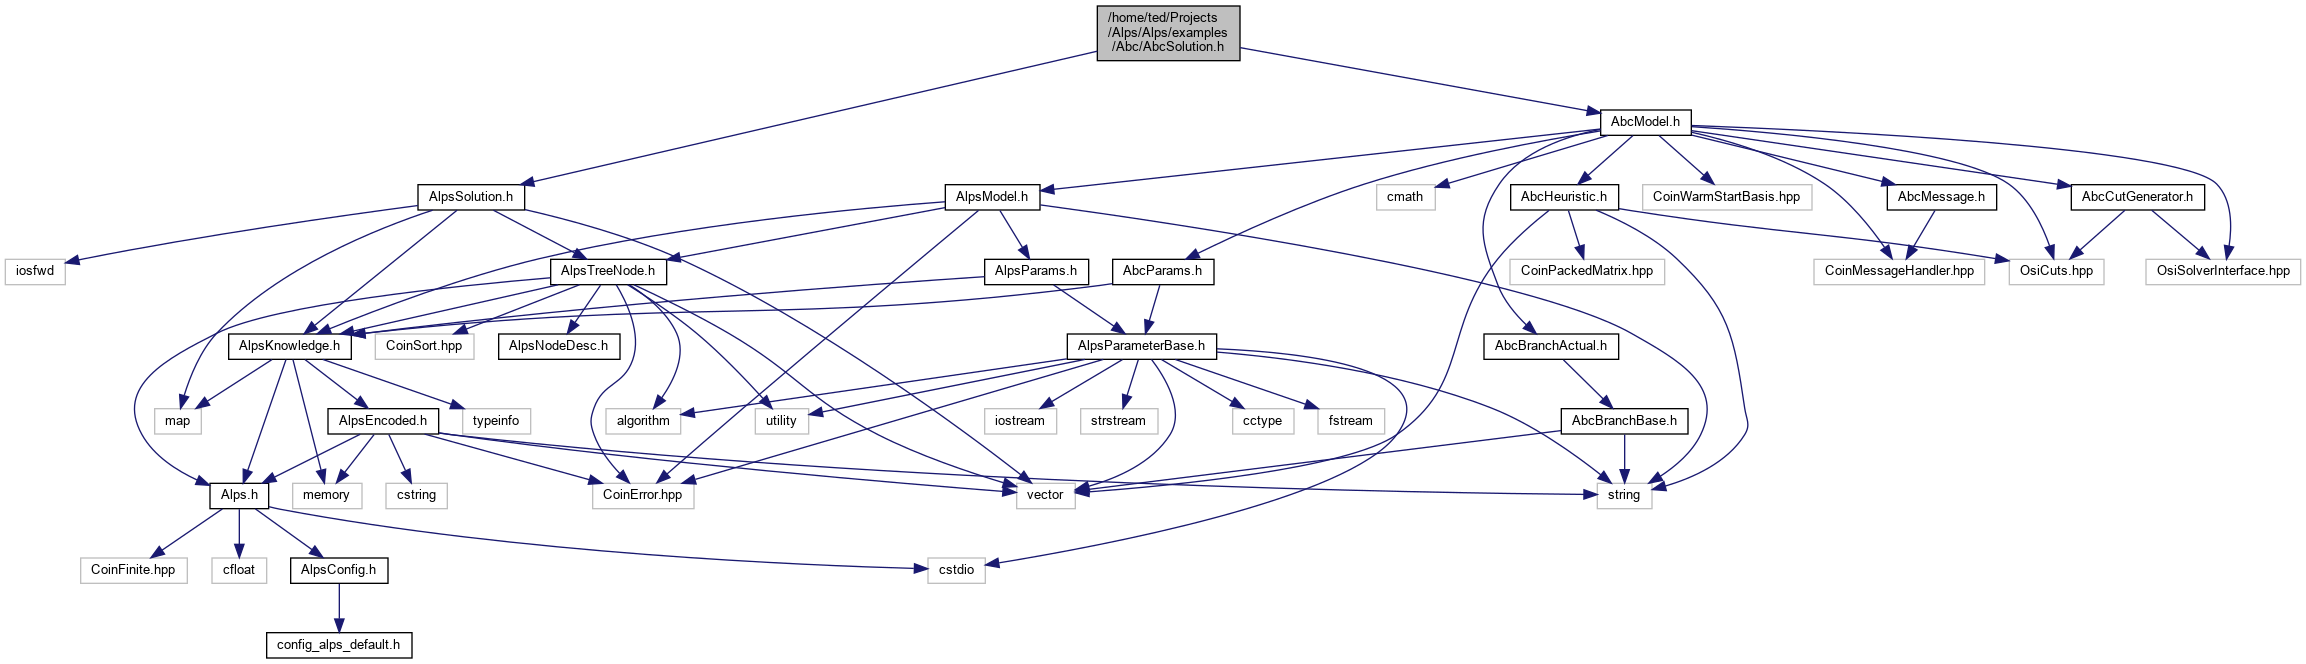 /home/ted/Projects
/Alps/Alps/examples
/Abc/AbcSolution.h
AbcModel.h
AlpsSolution.h
AlpsModel.h
cmath
AbcHeuristic.h
CoinWarmStartBasis.hpp
AbcMessage.h
AbcCutGenerator.h
iosfwd
AlpsTreeNode.h
AlpsParams.h
AbcParams.h
CoinPackedMatrix.hpp
CoinMessageHandler.hpp
OsiCuts.hpp
OsiSolverInterface.hpp
AlpsKnowledge.h
CoinSort.hpp
AlpsNodeDesc.h
AlpsParameterBase.h
AbcBranchActual.h
map
AlpsEncoded.h
typeinfo
algorithm
utility
iostream
strstream
cctype
fstream
AbcBranchBase.h
Alps.h
memory
cstring
CoinError.hpp
vector
string
CoinFinite.hpp
cfloat
AlpsConfig.h
cstdio
config_alps_default.h